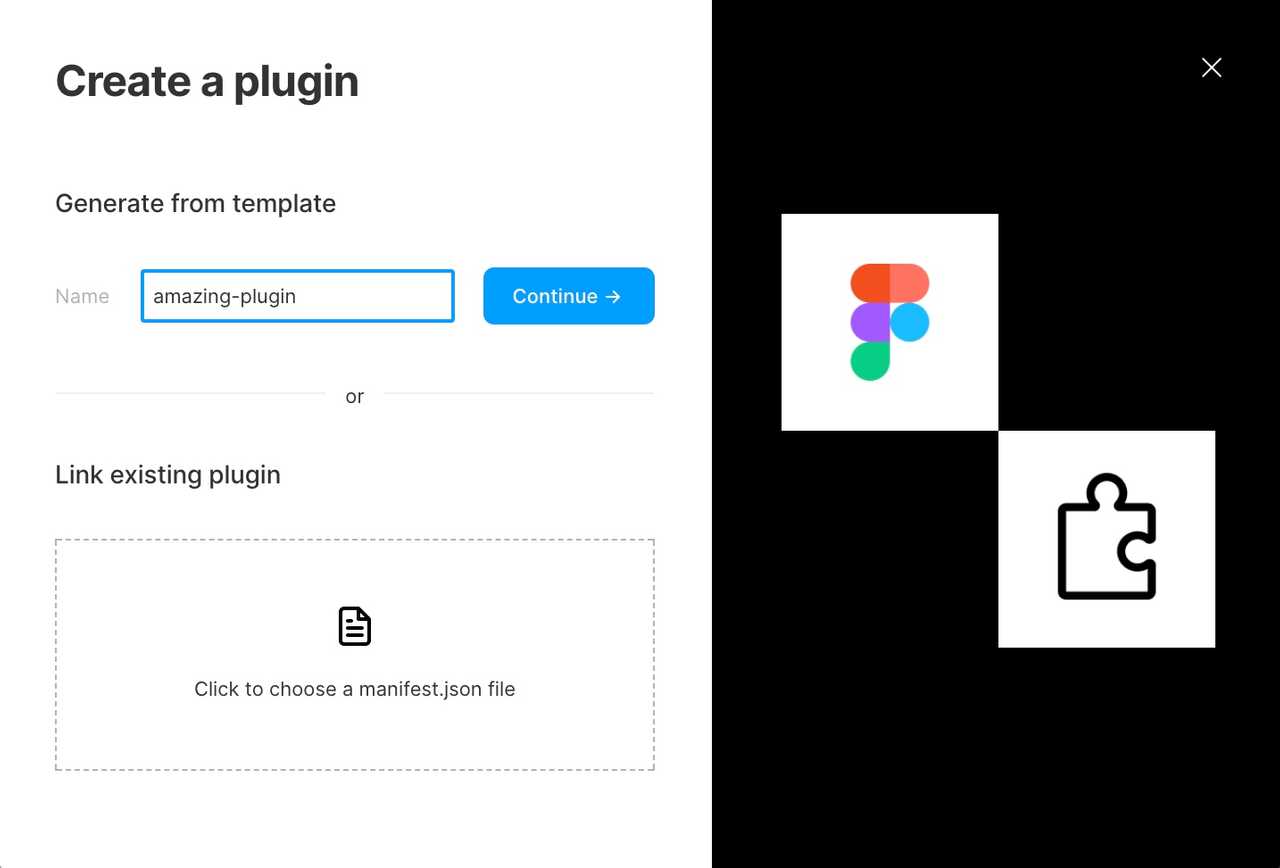 Create a plugin
Generate from template
Name
amazing-plugin
Continue →
or
Link existing plugin
Click to choose a manifest.json file